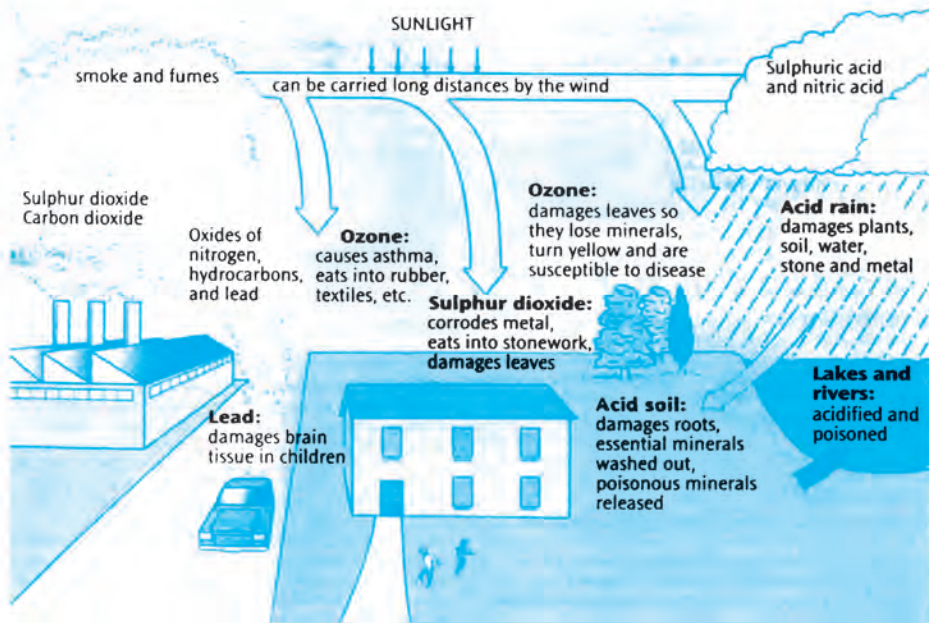 SUNLIGHT
smoke and fumes
can be carried long distances by the wind
Sulphuric acid
and nitric acid
Sulphur dioxide
Carbon dioxide
Oxides of
nitrogen,
hydrocarbons,
and lead
Ozone:
causes asthma,
eats into rubber,
textiles, etc.
Ozone:
damages leaves so
they lose minerals,
turn yellow and are
susceptible to disease
Acid rain:
damages plants,
soil, water,
stone and metal
Sulphur dioxide:
corrodes metal,
eats into stonework,
damages leaves
Lead:
damages brain
tissue in children
Acid soil:
damages roots,
essential minerals
washed out,
poisonous minerals
released
Lakes and
rivers:
acidified and
poisoned